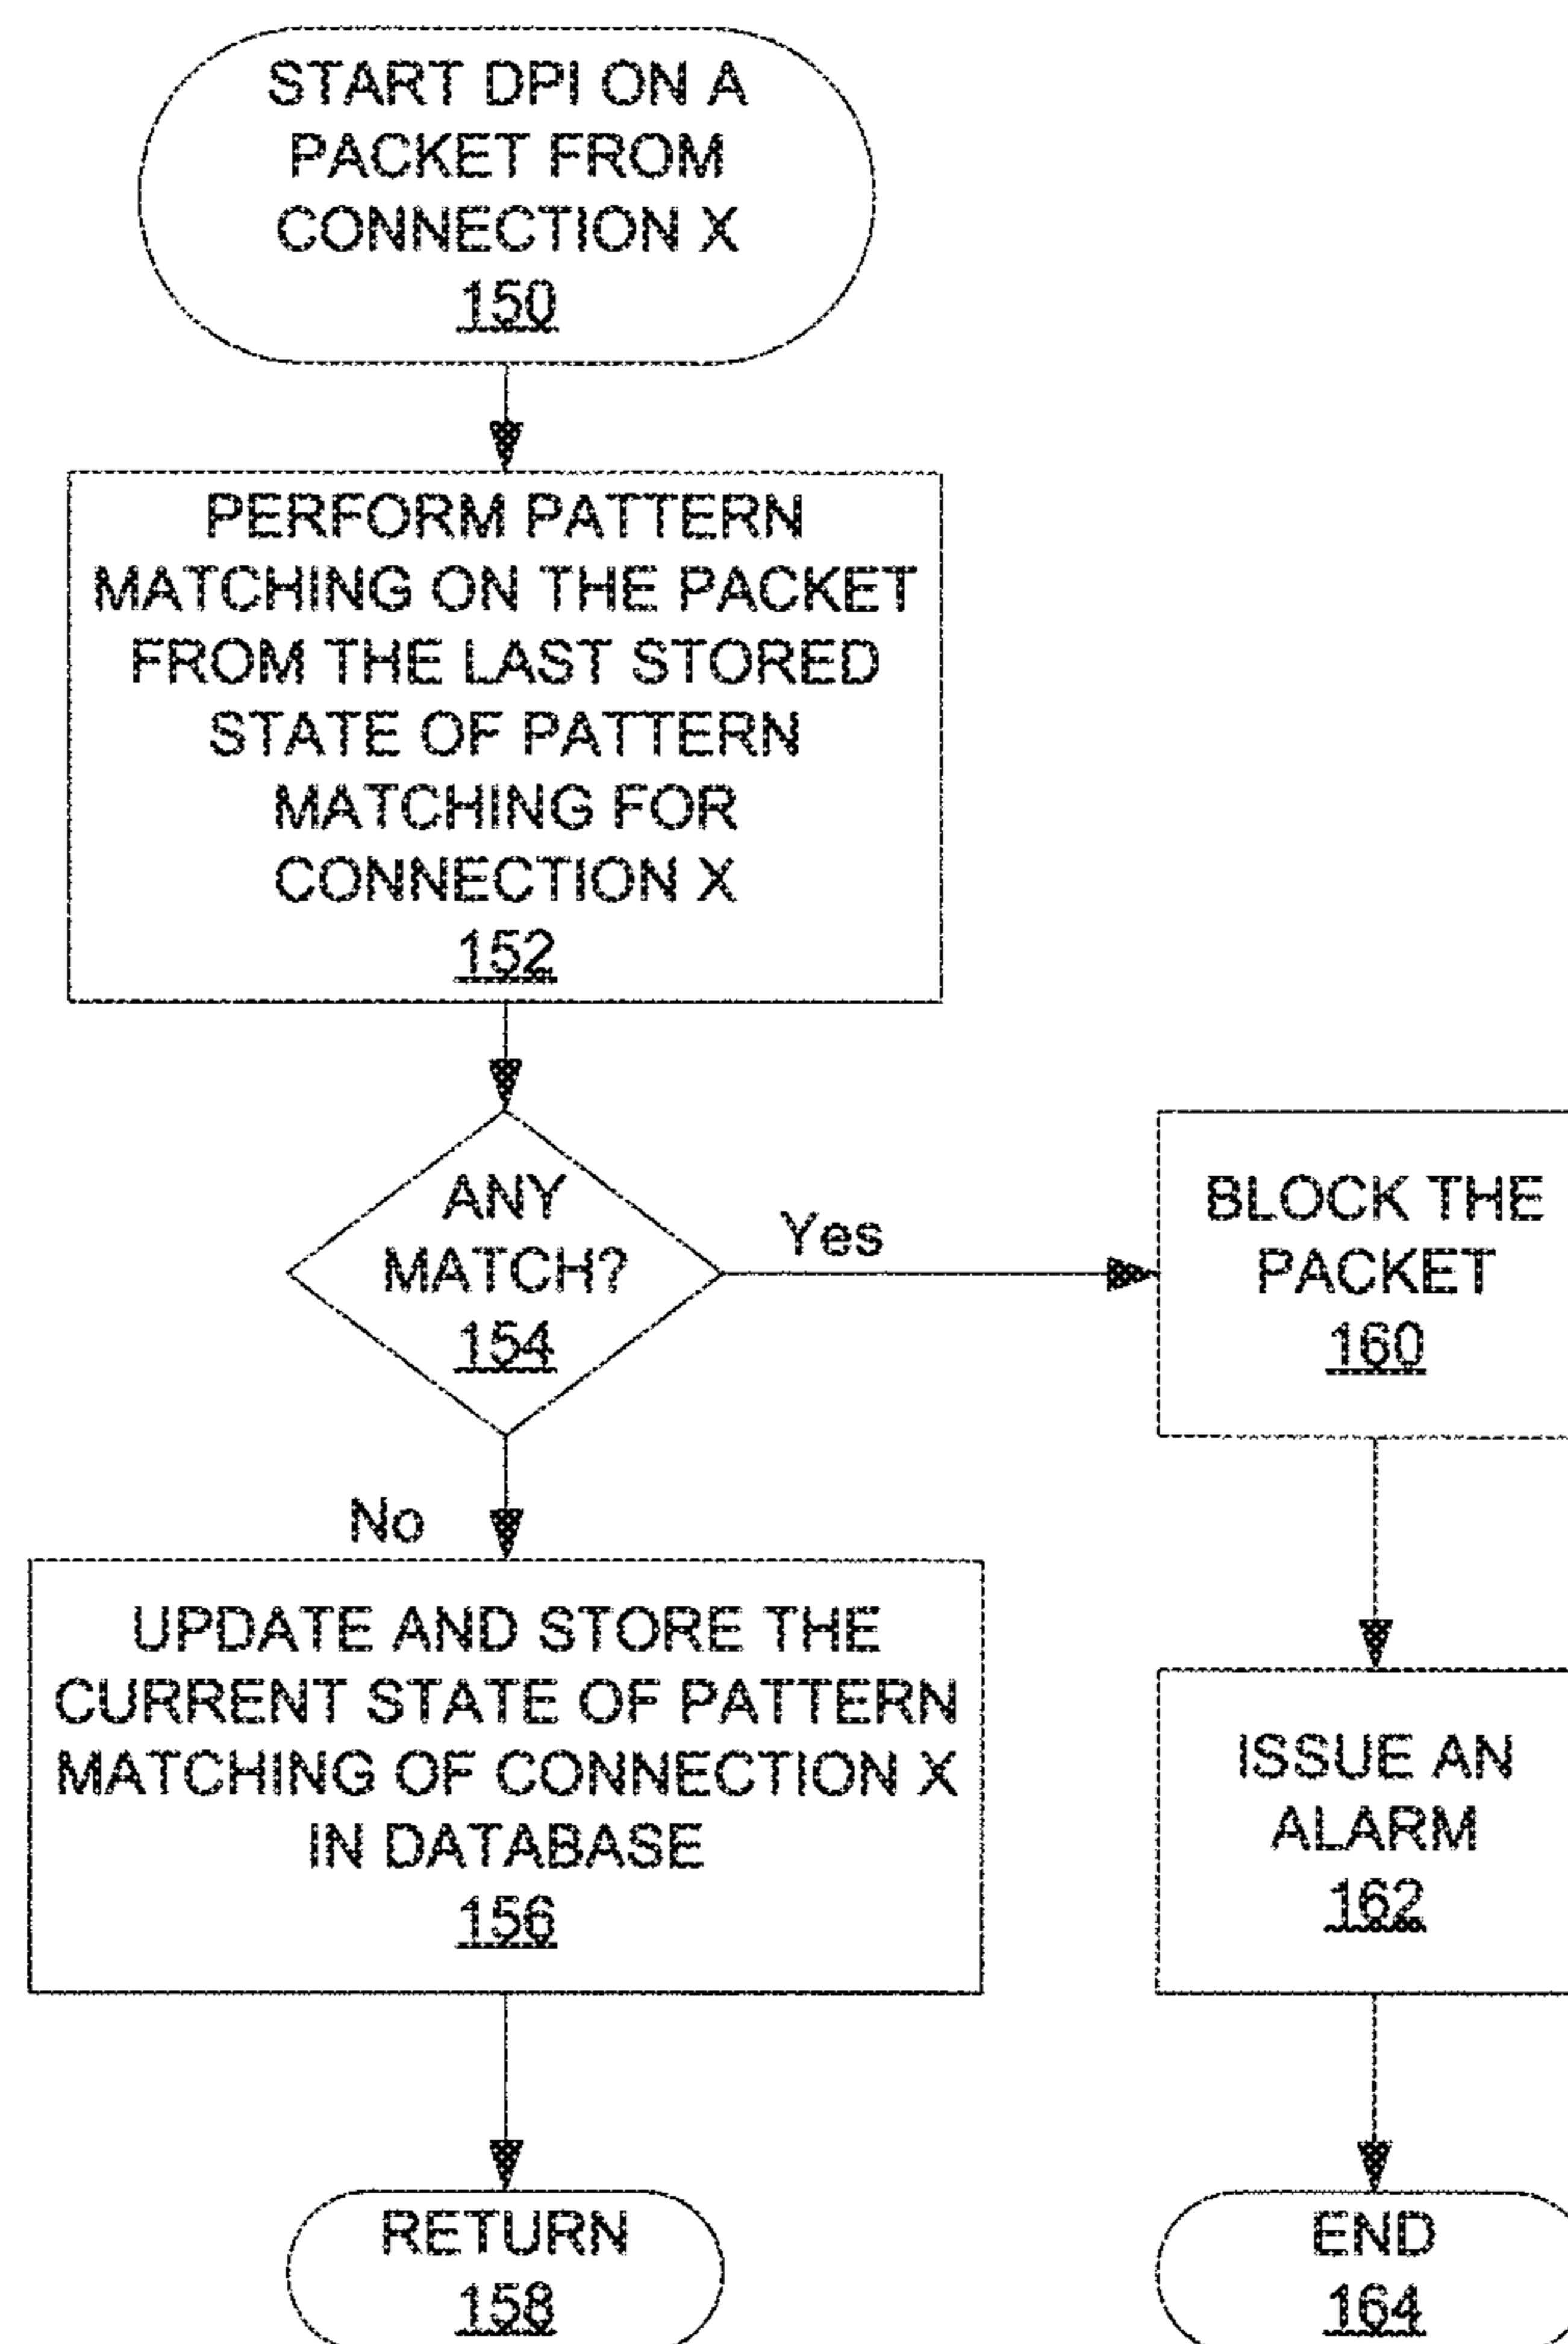 START DPI ON A
PACKET FROM
CONNECTION X
150
PERFORM PATTERN
MATCHING ON THE PACKET
FROM THE LAST STORED
STATE OF PATTERN
MATCHING FOR
CONNECTION X
152
ANY
MATCH?
154
Yes
BLOCK THE
PACKET
160
No
UPDATE AND STORE THE
CURRENT STATE OF PATTERN
MATCHING OF CONNECTION X
IN DATABASE
156
ISSUE AN
ALARM
162
RETURN
158
END
164